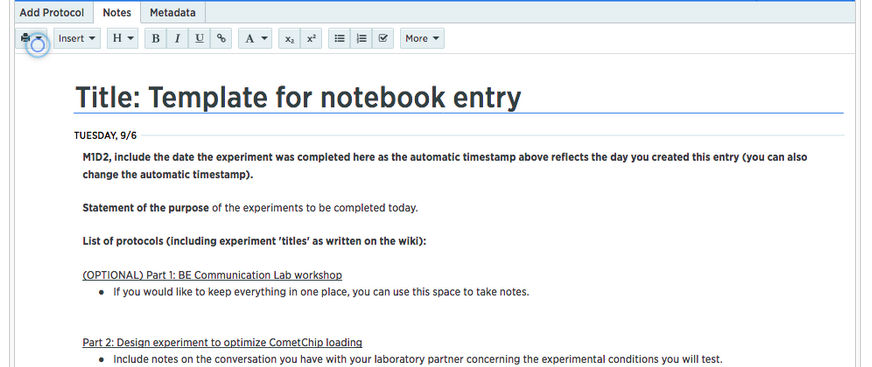 Add Protocol Notes Metadata
Insert H B I U A x₂ x² More
Title: Template for notebook entry
TUESDAY, 9/6
M1D2, include the date the experiment was completed here as the automatic timestamp above reflects the day you created this entry (you can also
change the automatic timestamp).
Statement of the purpose of the experiments to be completed today.
List of protocols (including experiment 'titles' as written on the wiki):
(OPTIONAL) Part 1: BE Communication Lab workshop
• If you would like to keep everything in one place, you can use this space to take notes.
Part 2: Design experiment to optimize CometChip loading
• Include notes on the conversation you have with your laboratory partner concerning the experimental conditions you will test.